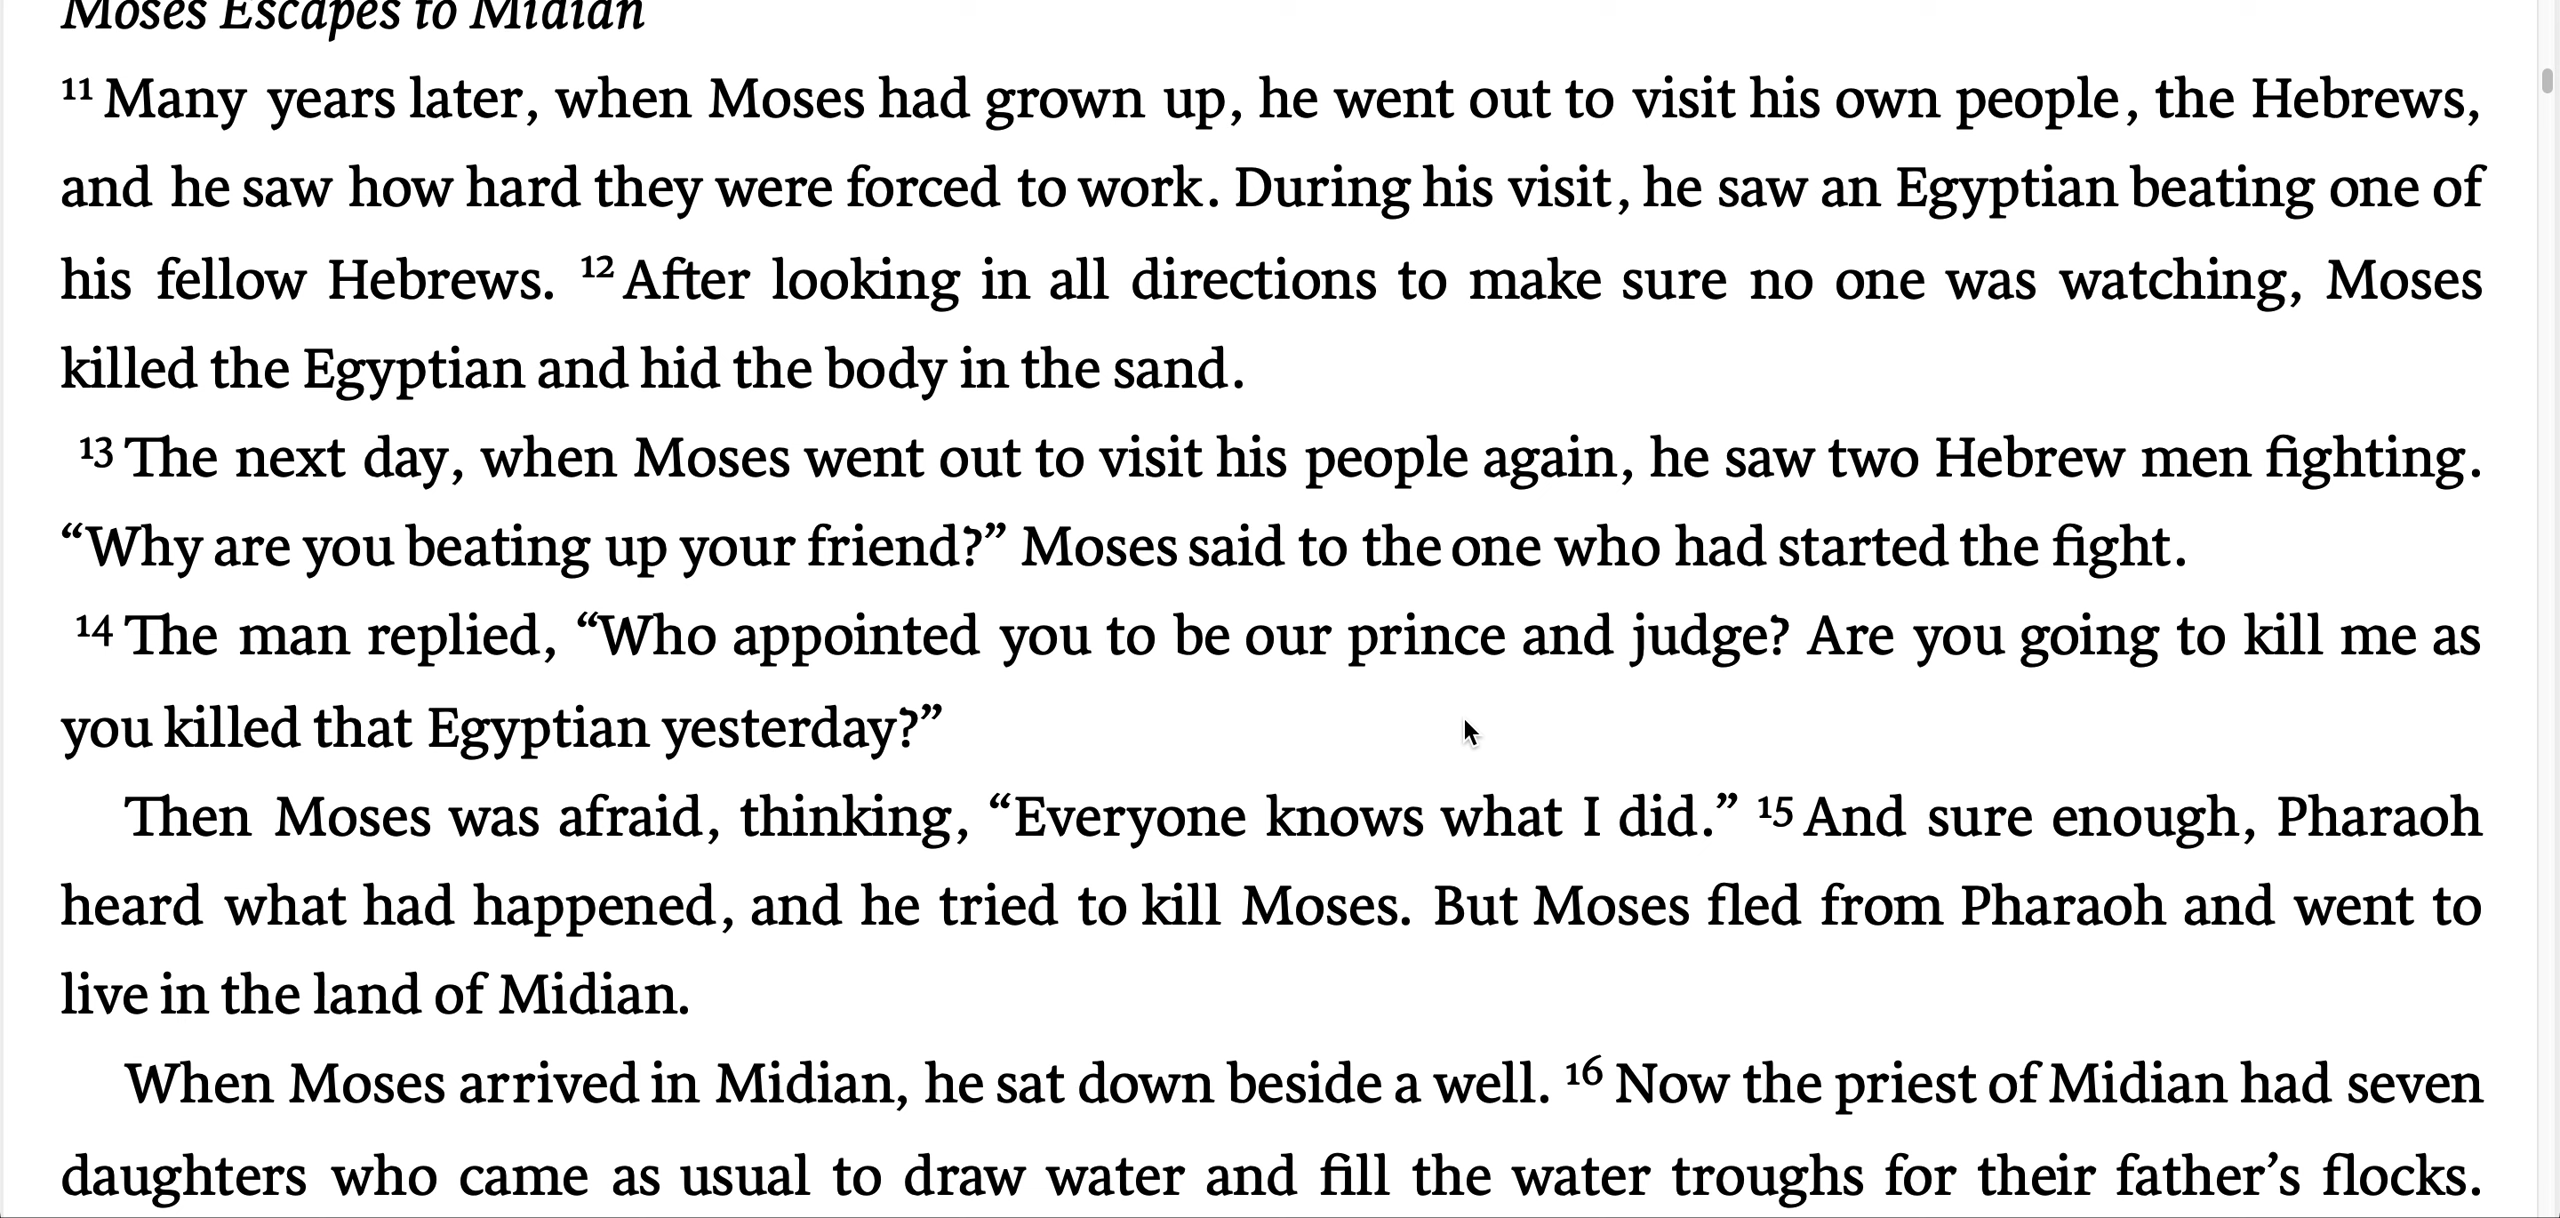 Moses Escapes to Midian
11 Many years later, when Moses had grown up, he went out to visit his own people, the Hebrews,
and he saw how hard they were forced to work. During his visit, he saw an Egyptian beating one of
his fellow Hebrews. 12 After looking in all directions to make sure no one was watching, Moses
killed the Egyptian and hid the body in the sand.
13 The next day, when Moses went out to visit his people again, he saw two Hebrew men fighting.
“Why are you beating up your friend?” Moses said to the one who had started the fight.
14 The man replied, “Who appointed you to be our prince and judge? Are you going to kill me as
you killed that Egyptian yesterday?”
Then Moses was afraid, thinking, “Everyone knows what I did.” 15 And sure enough, Pharaoh
heard what had happened, and he tried to kill Moses. But Moses fled from Pharaoh and went to
live in the land of Midian.
When Moses arrived in Midian, he sat down beside a well. 16 Now the priest of Midian had seven
daughters who came as usual to draw water and fill the water troughs for their father’s flocks.